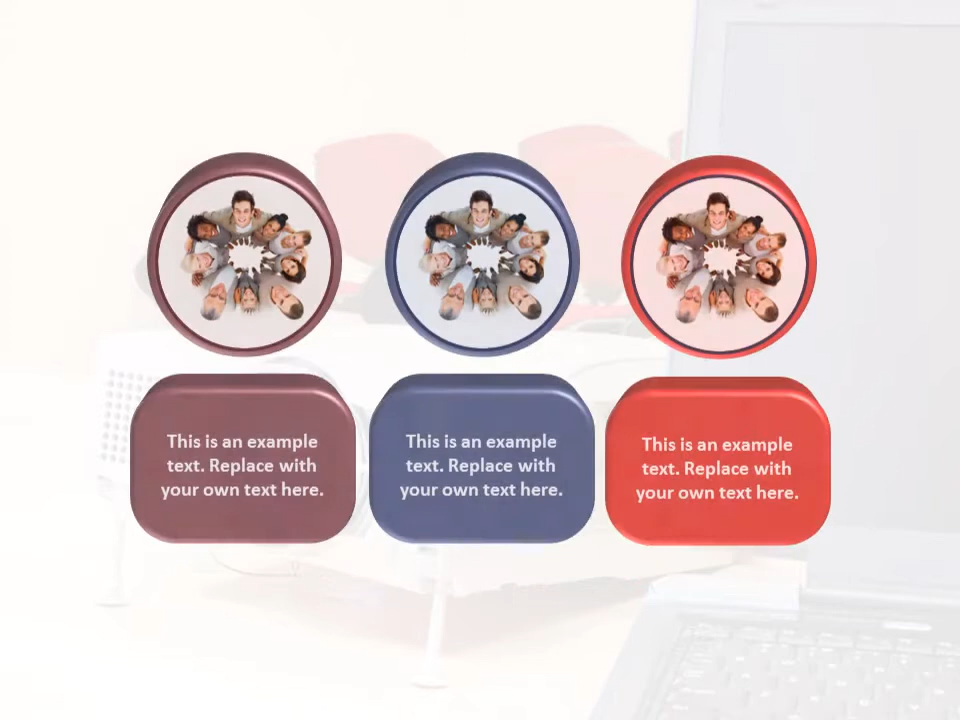 This is an example
text. Replace with
your own text here.
This is an example
text. Replace with
your own text here.
This is an example
text. Replace with
your own text here.